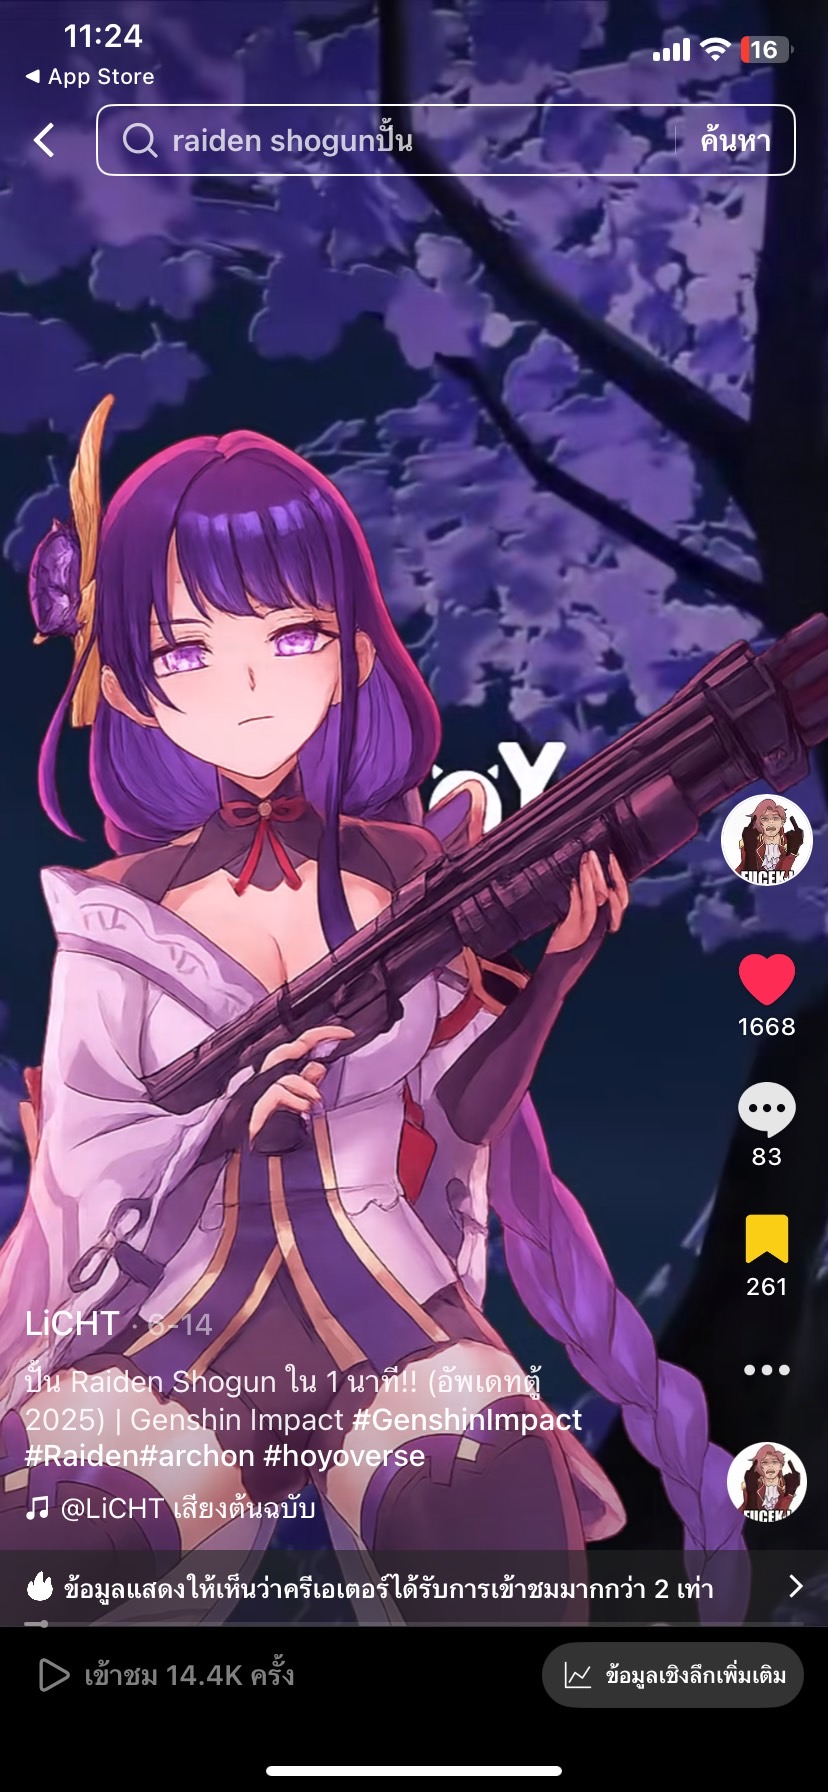 11:24
16
App Store
raiden shogunปั้น
ค้นหา
OY
1668
83
261
LiCHT · 6-14
ปั้น Raiden Shogun ใน 1 นาที!! (อัพเดทตู้
2025) | Genshin Impact #GenshinImpact
#Raiden#archon #hoyoverse
@LiCHT เสียงต้นฉบับ
ข้อมูลแสดงให้เห็นว่าครีเอเตอร์ได้รับการเข้าชมมากกว่า 2 เท่า
เข้าชม 14.4K ครั้ง
ข้อมูลเชิงลึกเพิ่มเติม